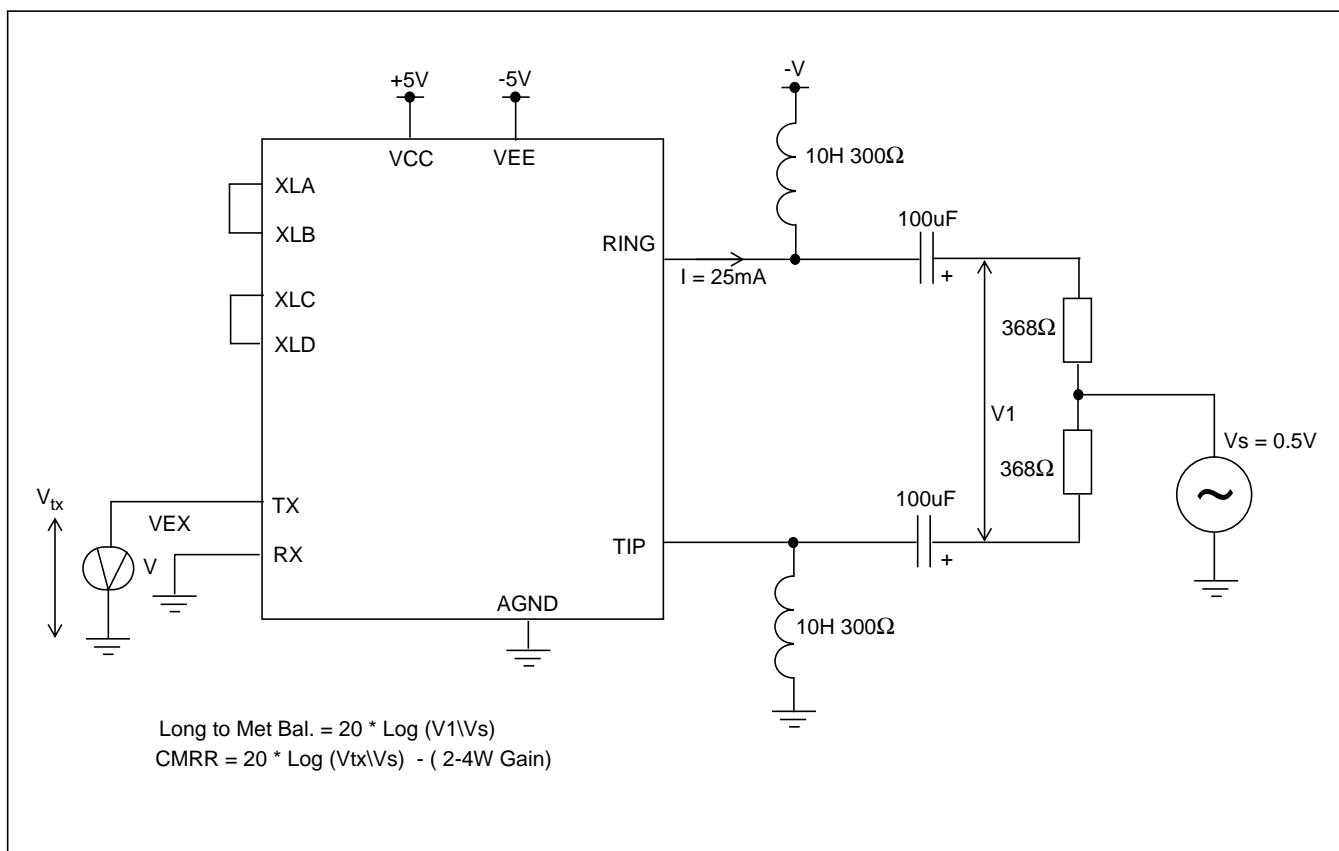 +5V
-5V
-V
VCC
VEE
10H 300Ω
XLA
XLB
100uF
RING
+
I = 25mA
XLC
XLD
368Ω
V1
368Ω
Vs = 0.5V
~
Vtx
TX
VEX
100uF
V
RX
TIP
+
AGND
10H 300Ω
Long to Met Bal. = 20 * Log (V1\Vs)
CMRR = 20 * Log (Vtx\Vs) - ( 2-4W Gain)